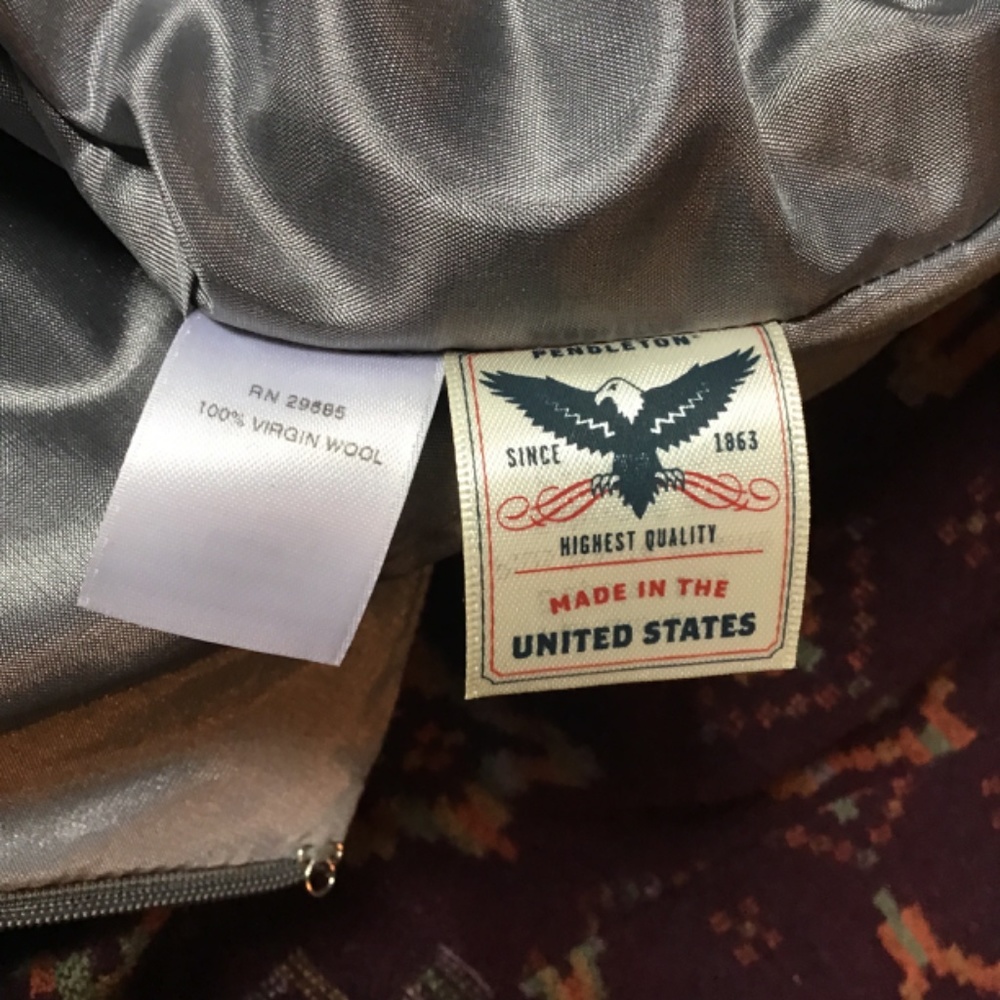 RN 29685
100% VIRGIN WOOL
PENDLETON®
SINCE 1863
HIGHEST QUALITY
MADE IN THE
UNITED STATES